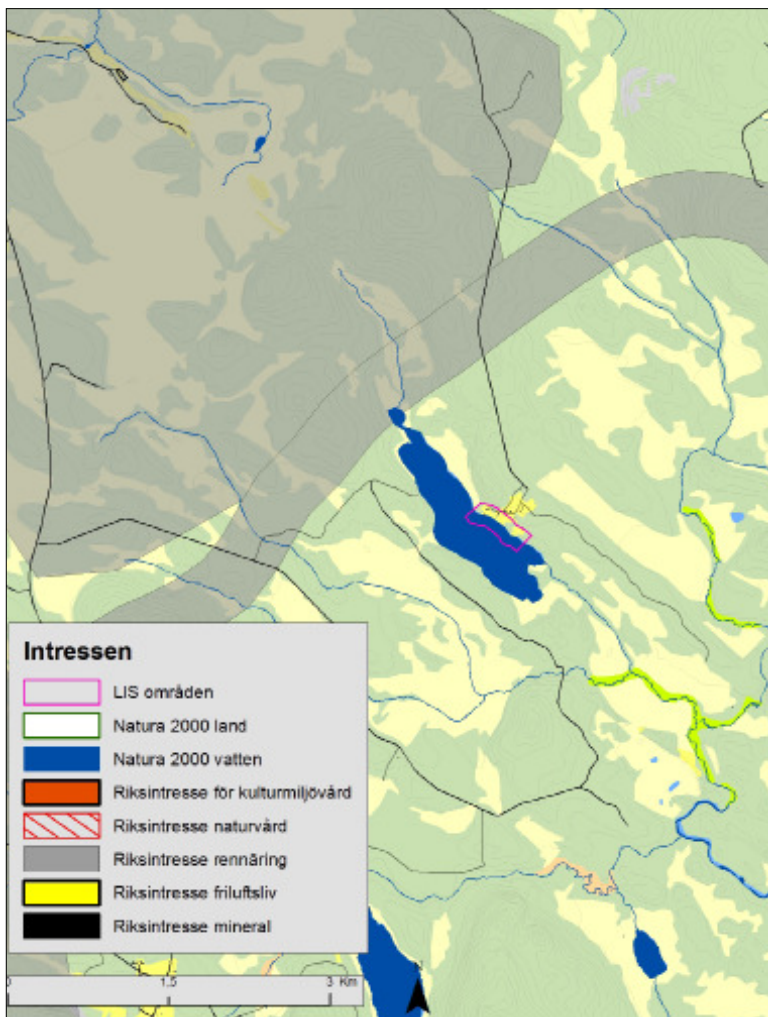 Intressen
LIS områden
Natura 2000 land
Natura 2000 vatten
Riksintresse för kulturmiljövård
Riksintresse naturvård
Riksintresse rennäring
Riksintresse friluftsliv
Riksintresse mineral
0 1,5 3 Km
N